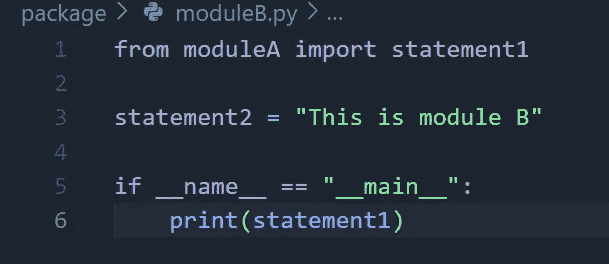 package > moduleB.py > ...
1 from moduleA import statement1
2
3 statement2 = "This is module B"
4
5 if __name__ == "__main__":
6     print(statement1)